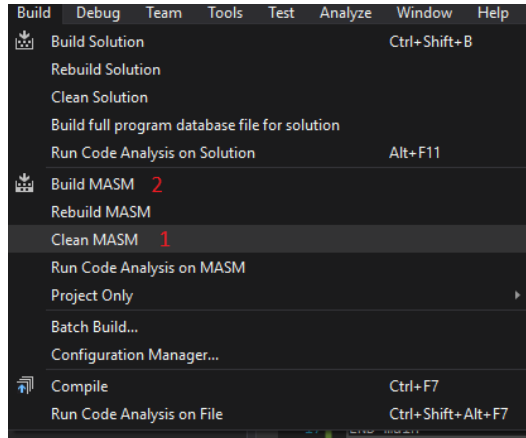 Build Debug Team Tools Test Analyze Window Help
Build Solution Ctrl+Shift+B
Rebuild Solution
Clean Solution
Build full program database file for solution
Run Code Analysis on Solution Alt+F11
Build MASM 2
Rebuild MASM
Clean MASM 1
Run Code Analysis on MASM
Project Only
Batch Build...
Configuration Manager...
Compile Ctrl+F7
Run Code Analysis on File Ctrl+Shift+Alt+F7